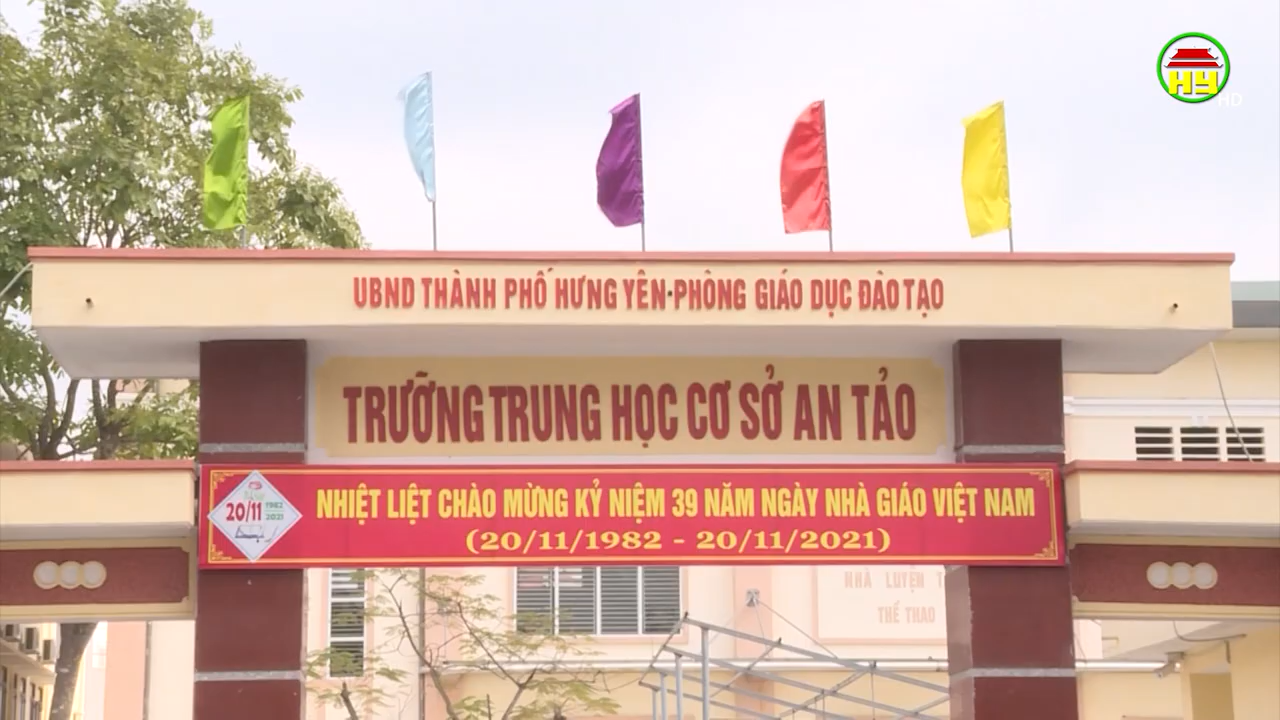 HY HD
UBND THÀNH PHỐ HƯNG YÊN-PHÒNG GIÁO DỤC ĐÀO TẠO
TRƯỜNG TRUNG HỌC CƠ SỞ AN TẢO
20/11 1982
2021
NHIỆT LIỆT CHÀO MỪNG KỶ NIỆM 39 NĂM NGÀY NHÀ GIÁO VIỆT NAM
(20/11/1982 - 20/11/2021)
NHÀ LUYỆN
THỂ THAO